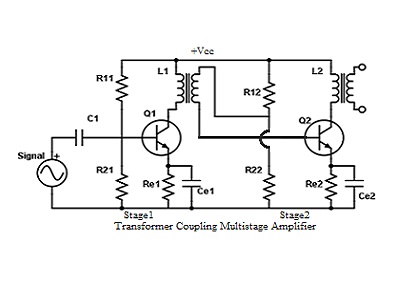 +Vcc
R11
L1
R12
L2
C1
Q1
Q2
Signal
+
R21
Re1
Ce1
R22
Re2
Ce2
Stage1
Stage2
Transformer Coupling Multistage Amplifier